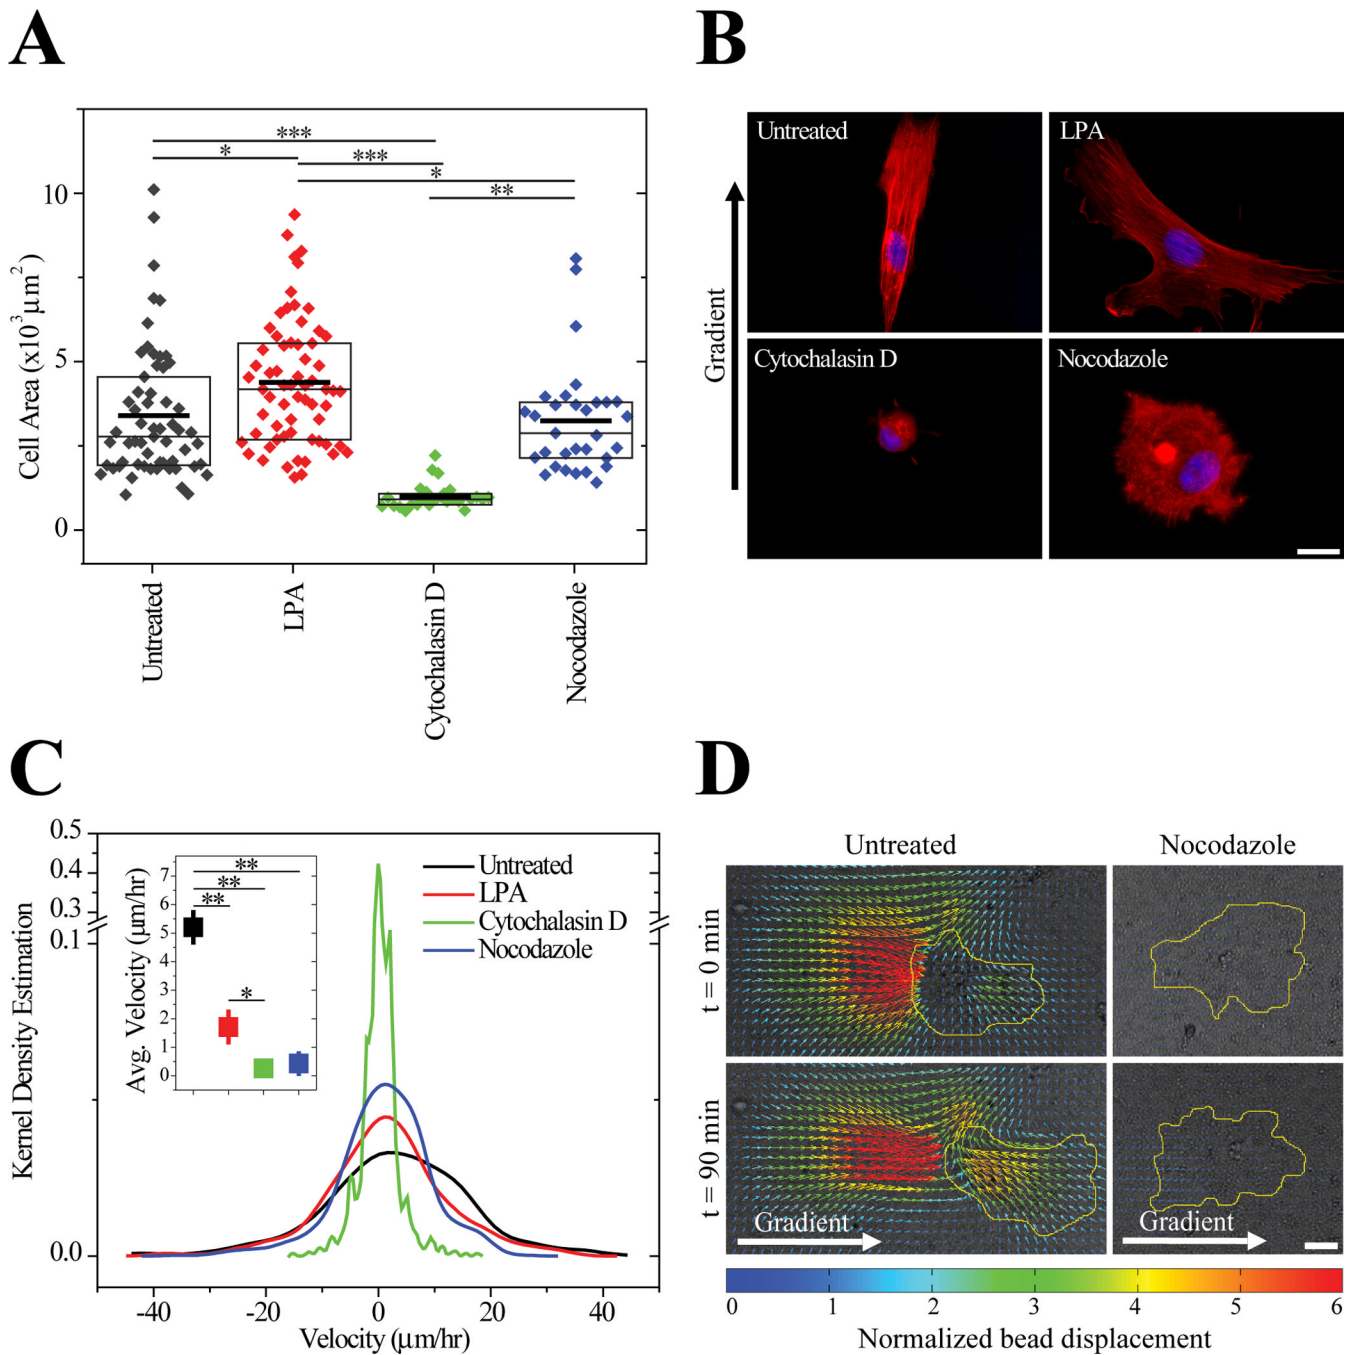 A
B
***
*
***
*
**
10
5
0
Cell Area (x10³μm²)
Untreated
LPA
Cytochalasin D
Nocodazole
Untreated
LPA
Cytochalasin D
Nocodazole
Gradient
C
D
0.5
0.4
0.3
0.1
0.0
Kernel Density Estimation
-40
-20
0
20
40
Velocity (μm/hr)
Untreated
LPA
Cytochalasin D
Nocodazole
Avg. Velocity (μm/hr)
7
6
5
4
3
2
1
0
**
**
**
*
Untreated
Nocodazole
t = 0 min
t = 90 min
Gradient
Gradient
0 1 2 3 4 5 6
Normalized bead displacement